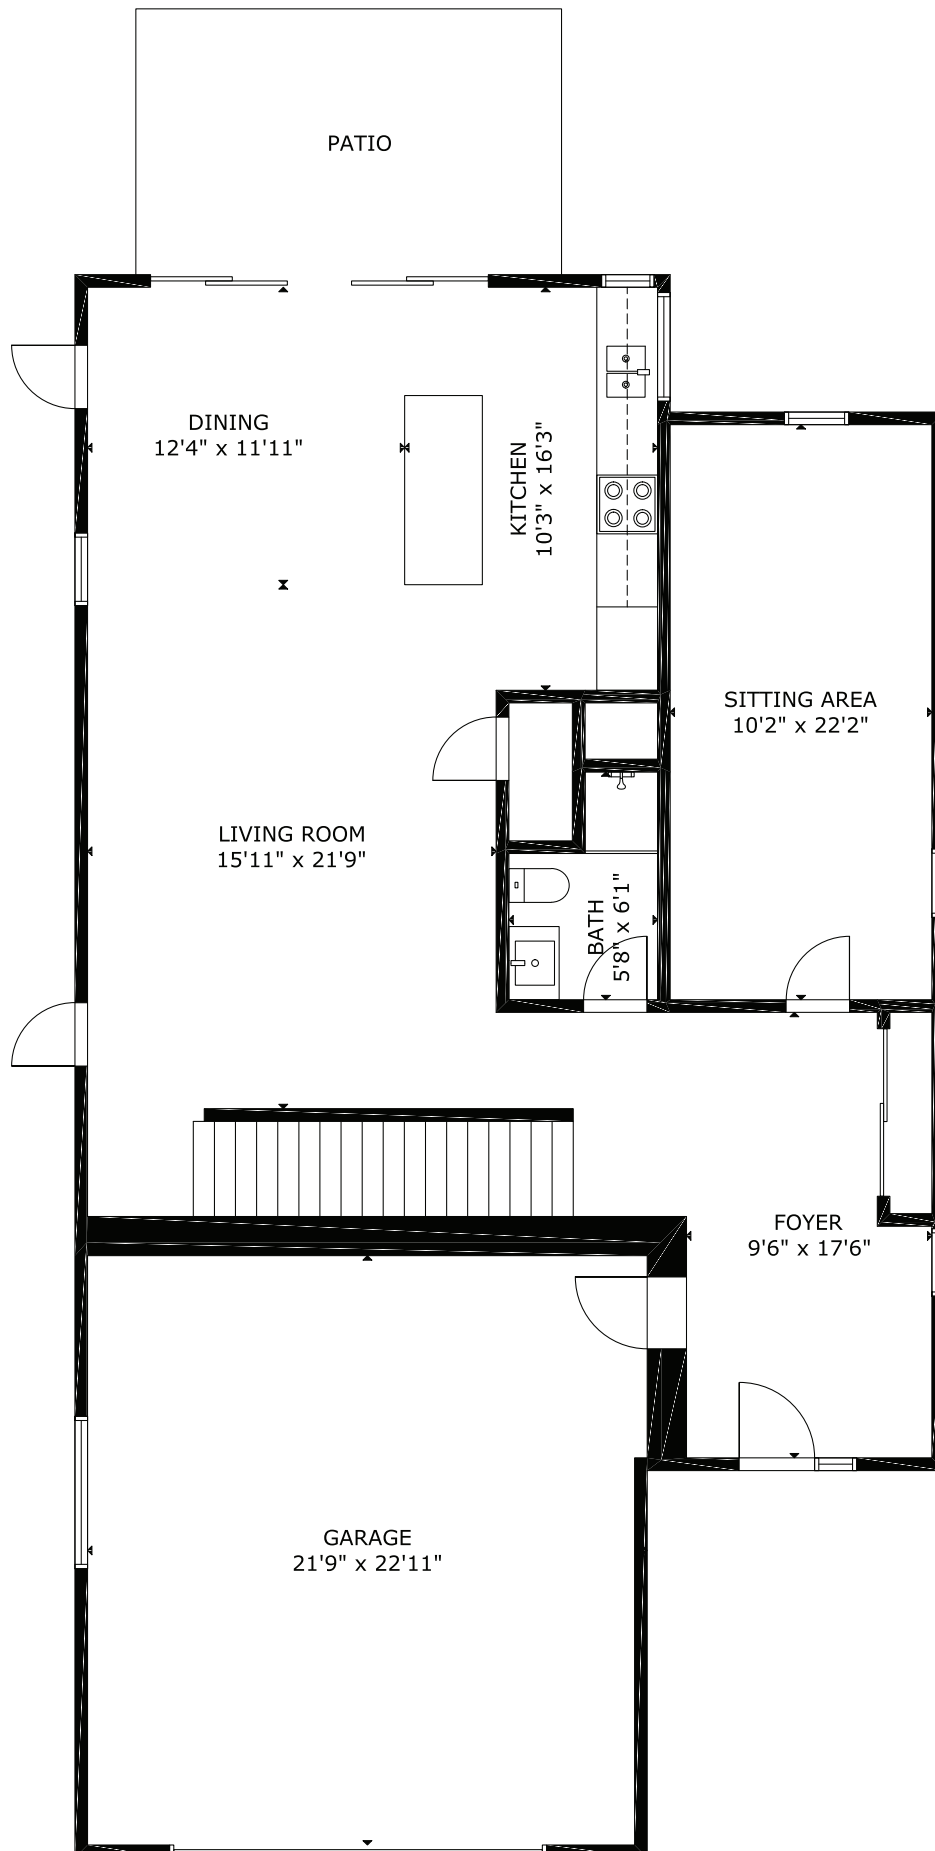 PATIO
DINING
12'4" x 11'11"
KITCHEN
10'3" x 16'3"
SITTING AREA
10'2" x 22'2"
LIVING ROOM
15'11" x 21'9"
BATH
5'8" x 6'1"
FOYER
9'6" x 17'6"
GARAGE
21'9" x 22'11"